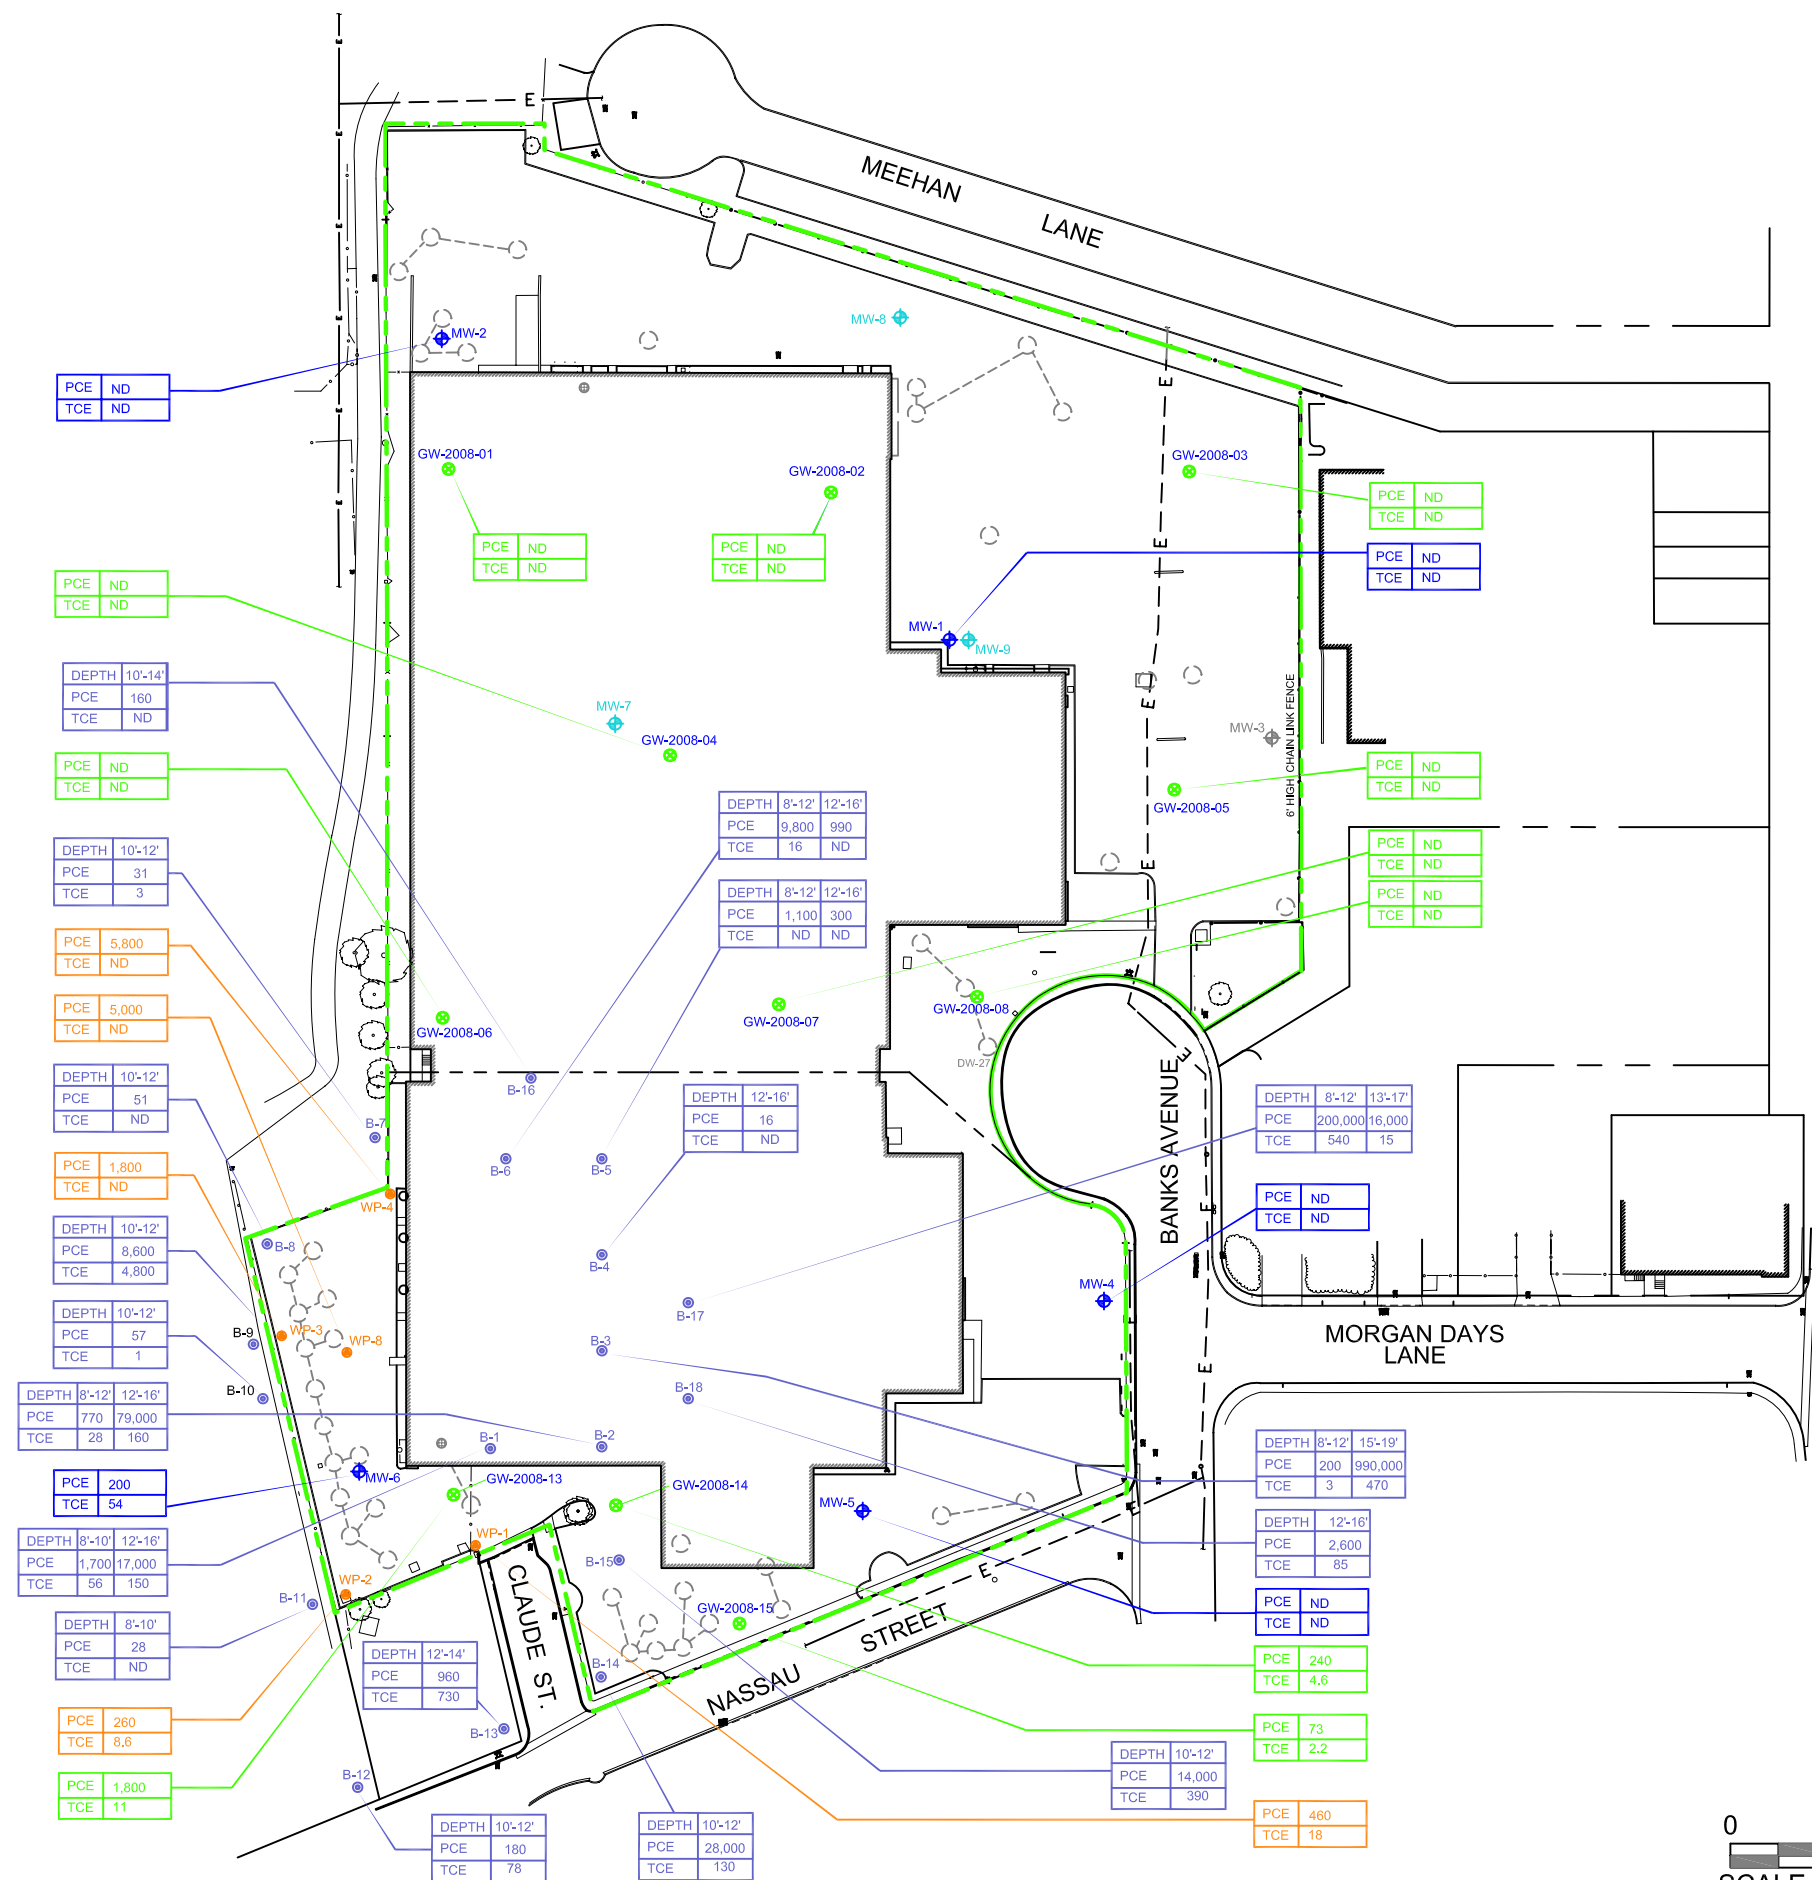 E
MEEHAN
LANE
MW-8
MW-2
PCE ND
TCE ND
GW-2008-01
GW-2008-02
GW-2008-03
PCE ND
TCE ND
PCE ND
TCE ND
PCE ND
TCE ND
PCE ND
TCE ND
PCE ND
TCE ND
MW-1
MW-9
DEPTH 10'-14'
PCE 160
TCE ND
6' HIGH CHAIN LINK FENCE
MW-7
MW-3
GW-2008-04
PCE ND
TCE ND
PCE ND
TCE ND
GW-2008-05
DEPTH 8'-12' 12'-16'
PCE 9,800 990
TCE 16 ND
PCE ND
TCE ND
DEPTH 10'-12'
PCE 31
TCE 3
DEPTH 8'-12' 12'-16'
PCE 1,100 300
TCE ND ND
PCE ND
TCE ND
PCE 5,800
TCE ND
PCE 5,000
TCE ND
GW-2008-06
GW-2008-07
GW-2008-08
DW-27
DEPTH 10'-12'
PCE 51
TCE ND
B-16
B-7
B-6
B-5
DEPTH 12'-16'
PCE 16
TCE ND
BANKS AVENUE
DEPTH 8'-12' 13'-17'
PCE 200,000 16,000
TCE 540 15
PCE 1,800
TCE ND
WP-4
PCE ND
TCE ND
DEPTH 10'-12'
PCE 8,600
TCE 4,800
B-8
B-4
MW-4
B-17
DEPTH 10'-12'
PCE 57
TCE 1
B-9
WP-3
WP-8
B-3
MORGAN DAYS
LANE
B-10
B-18
DEPTH 8'-12' 12'-16'
PCE 770 79,000
TCE 28 160
B-1
B-2
DEPTH 8'-12' 15'-19'
PCE 200 990,000
TCE 3 470
PCE 200
TCE 54
MW-6
GW-2008-13
GW-2008-14
MW-5
DEPTH 12'-16'
PCE 2,600
TCE 85
DEPTH 8'-10' 12'-16'
PCE 1,700 17,000
TCE 56 150
WP-1
B-15
E
WP-2
B-11
CLAUDE ST.
GW-2008-15
STREET
PCE ND
TCE ND
DEPTH 8'-10'
PCE 28
TCE ND
DEPTH 12'-14'
PCE 960
TCE 730
B-14
NASSAU
PCE 240
TCE 4.6
PCE 260
TCE 8.6
B-13
PCE 73
TCE 2.2
DEPTH 10'-12'
PCE 14,000
TCE 390
PCE 1,800
TCE 11
B-12
PCE 460
TCE 18
DEPTH 10'-12'
PCE 180
TCE 78
DEPTH 10'-12'
PCE 28,000
TCE 130
0